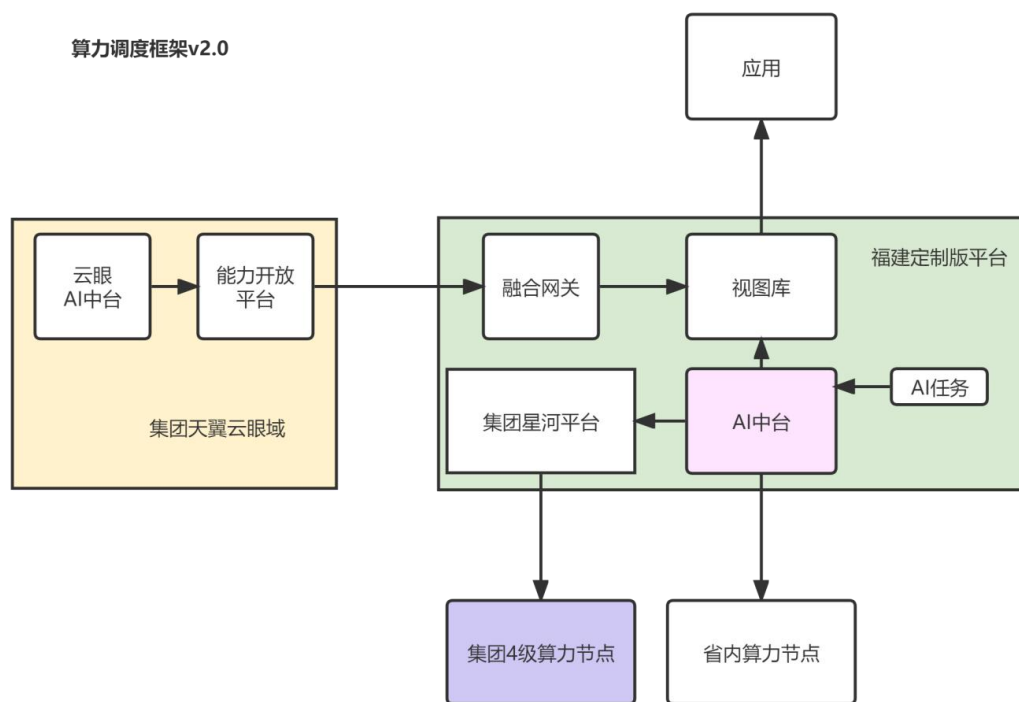 算力调度框架v2.0
应用
云眼
AI中台
能力开放
平台
融合网关
视图库
福建定制版平台
集团天翼云眼域
集团星河平台
AI中台
AI任务
集团4级算力节点
省内算力节点